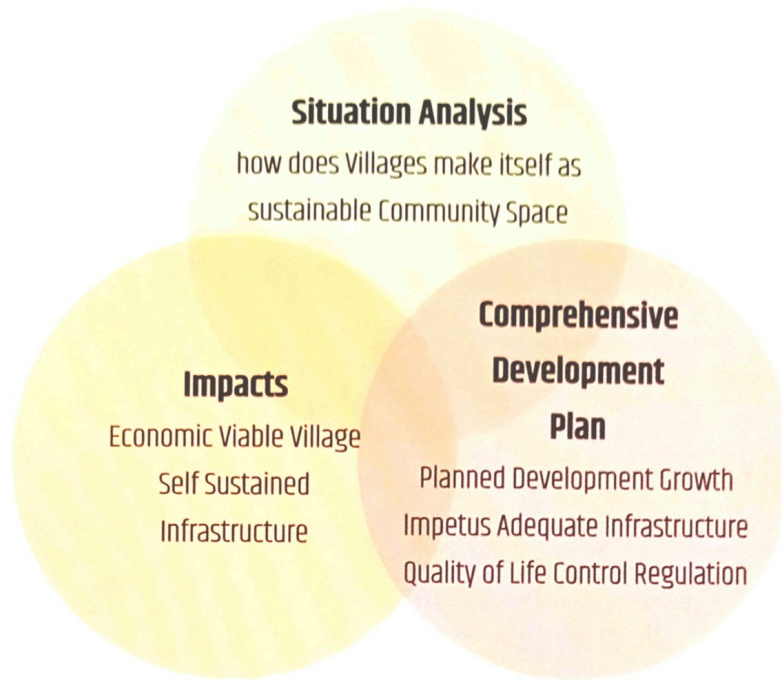 Situation Analysis
how does Villages make itself as
sustainable Community Space
Impacts
Economic Viable Village
Self Sustained
Infrastructure
Comprehensive
Development
Plan
Planned Development Growth
Impetus Adequate Infrastructure
Quality of Life Control Regulation